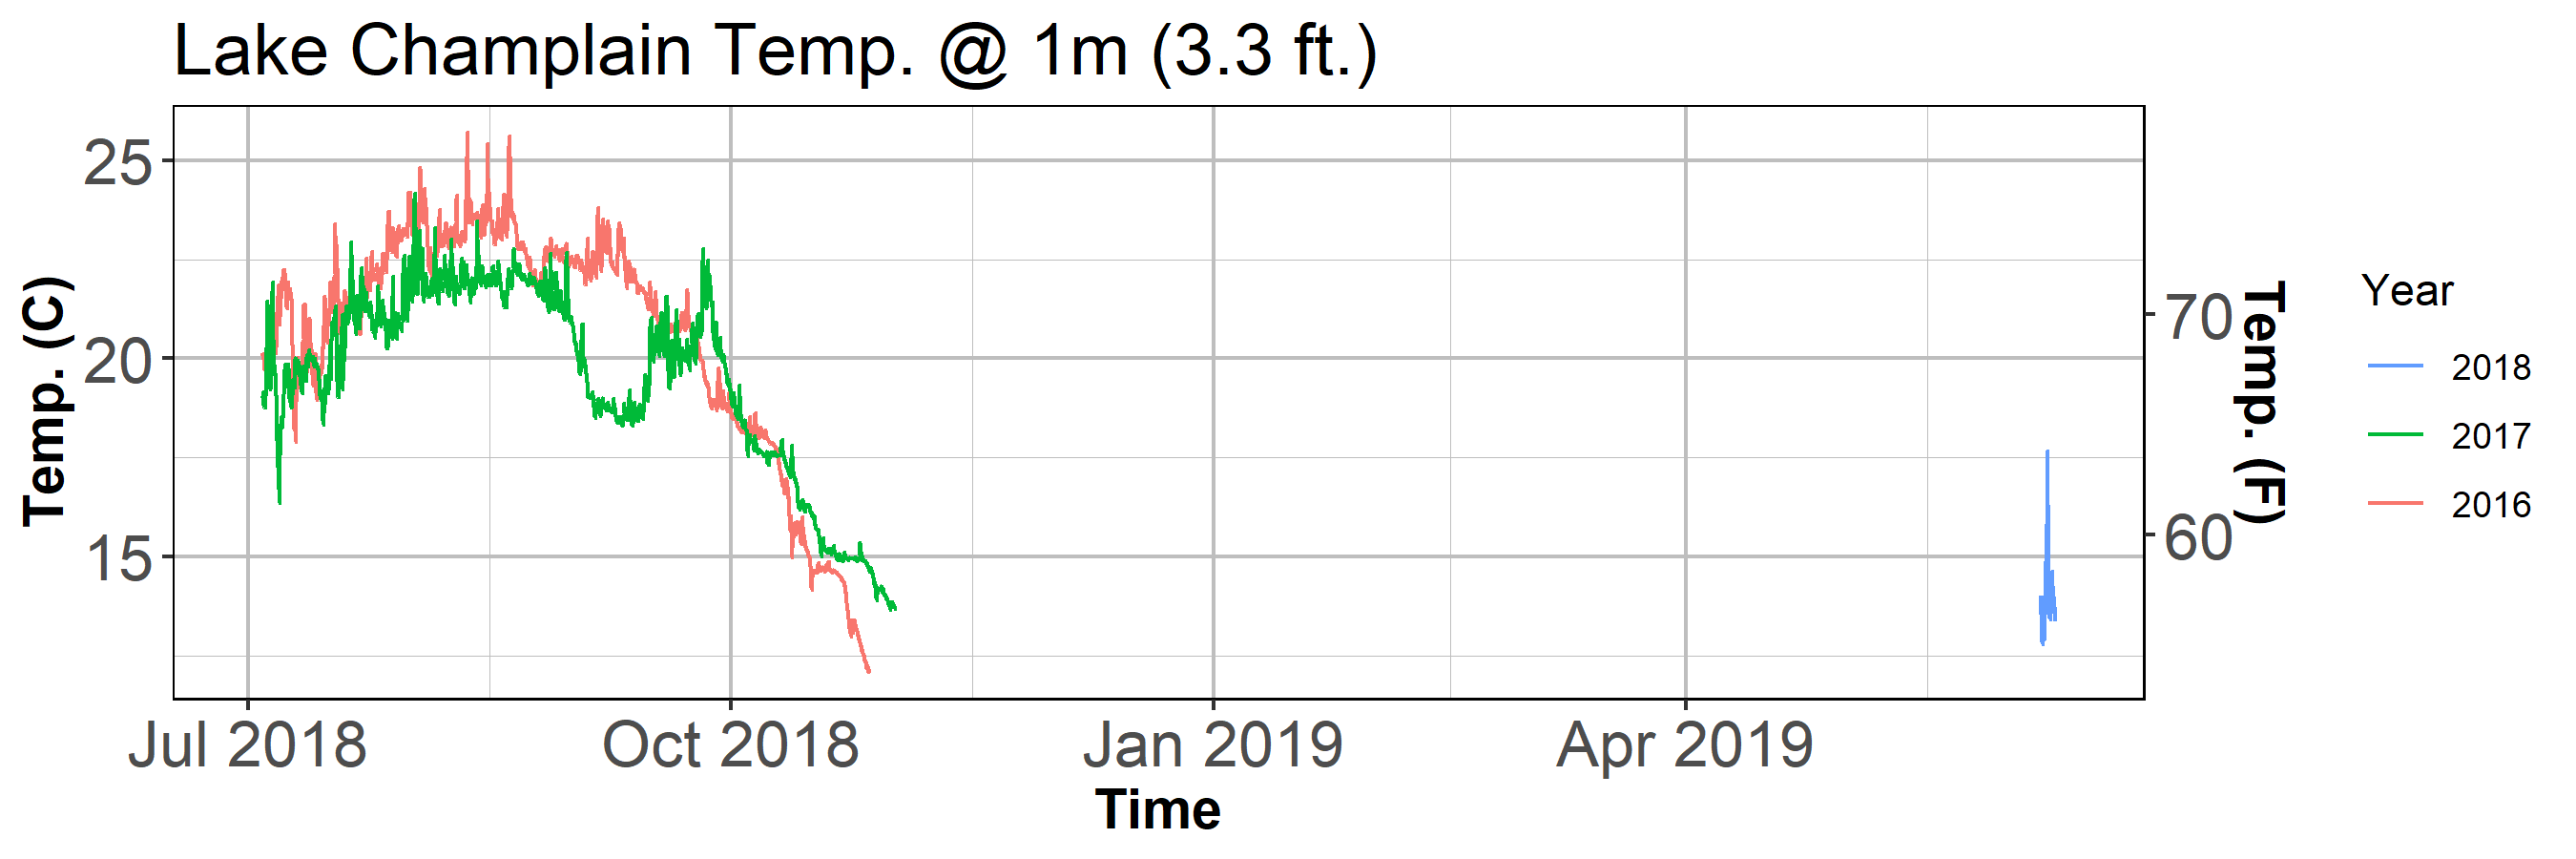 Lake Champlain Temp. @ 1m (3.3 ft.)
Temp. (C)
25
20
15
Jul 2018
Oct 2018
Jan 2019
Apr 2019
Time
70
60
Temp. (F)
Year
2018
2017
2016